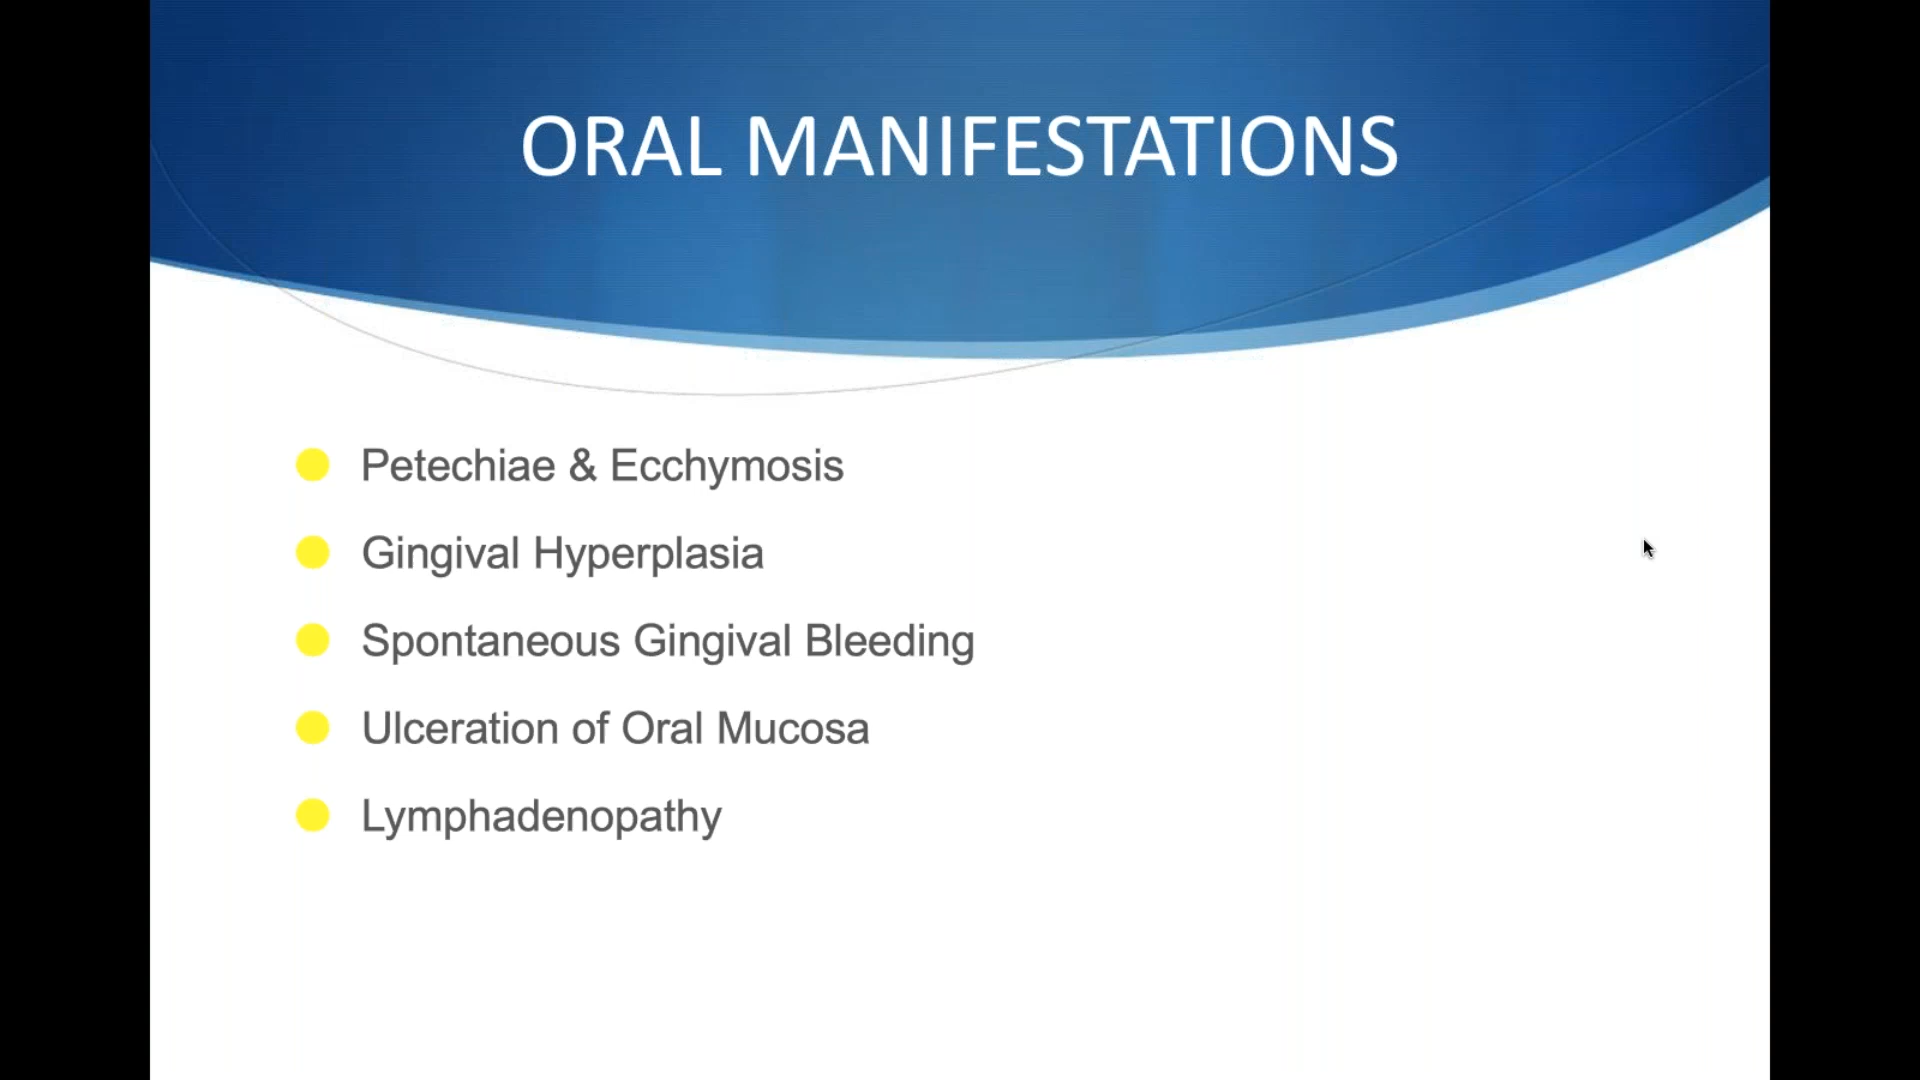 ORAL MANIFESTATIONS
Petechiae & Ecchymosis
Gingival Hyperplasia
Spontaneous Gingival Bleeding
Ulceration of Oral Mucosa
Lymphadenopathy